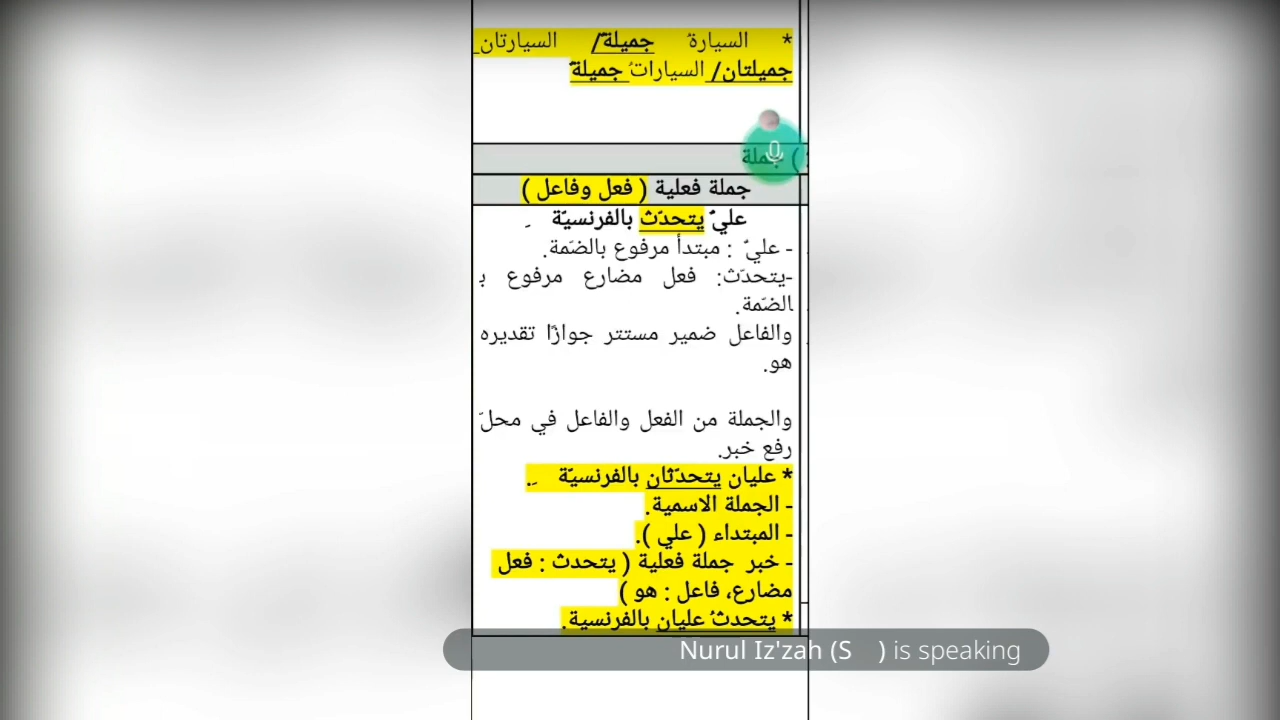 * السيارةُ جميلةٌ/ السيارتان
جميلتان/ السياراتُ جميلةٌ
) جملة
جملة فعلية ( فعل وفاعل )
عليٌ يتحدّث بالفرنسيّة ِ
- عليٌ : مبتدأ مرفوع بالضّمة.
-يتحدّث: فعل مضارع مرفوع ب
الضّمة.
والفاعل ضمير مستتر جوازًا تقديره
هو.
والجملة من الفعل والفاعل في محلّ
رفع خبر.
* عليان يتحدّثان بالفرنسيّة ِ.
- الجملة الاسمية.
- المبتداء ( علي ).
- خبر جملة فعلية ( يتحدث : فعل
مضارع، فاعل : هو )
* يتحدثُ عليان بالفرنسية.
Nurul Iz'zah (S ) is speaking